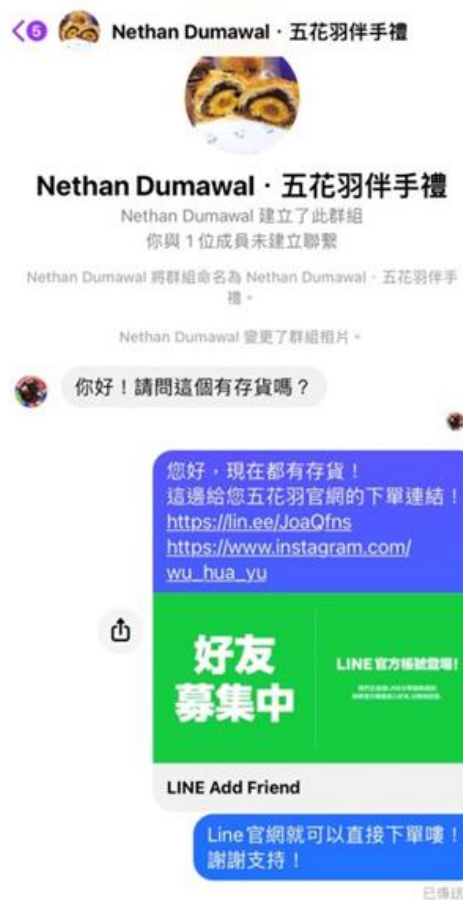 5
Nethan Dumawal · 五花羽伴手禮
Nethan Dumawal · 五花羽伴手禮
Nethan Dumawal 建立了此群組
你與 1 位成員未建立聯繫
Nethan Dumawal 將群組命名為 Nethan Dumawal · 五花羽伴手
禮。
Nethan Dumawal 變更了群組相片。
你好！請問這個有存貨嗎？
您好，現在都有存貨！
這邊給您五花羽官網的下單連結！
https://lin.ee/JoaQfns
https://www.instagram.com/
wu_hua_yu
好友
募集中
LINE官方帳號登場!
LINE Add Friend
Line官網就可以直接下單嘍！
謝謝支持！
已傳送